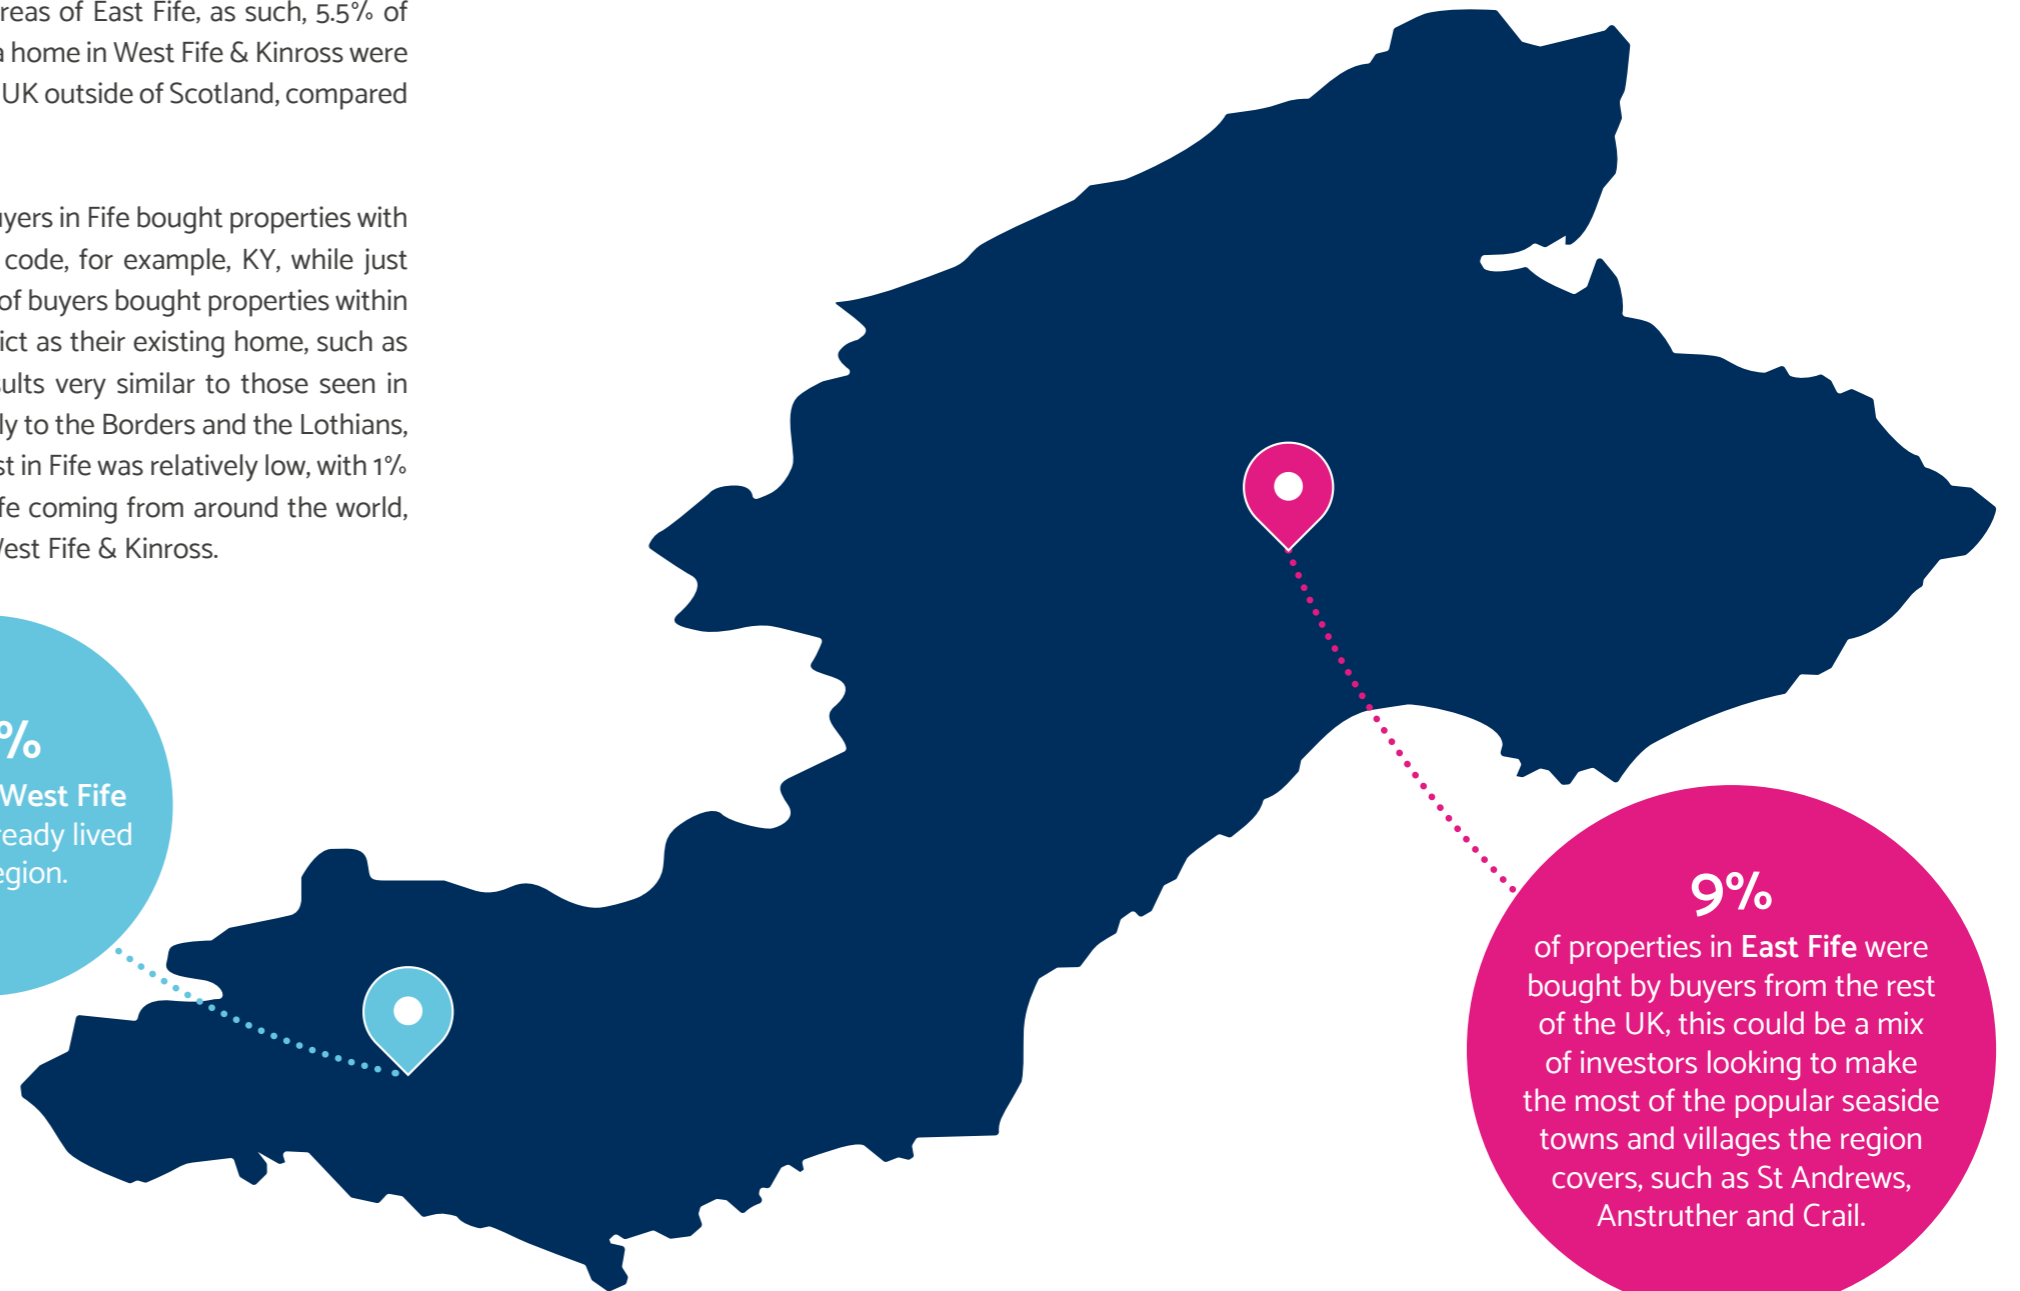 reas of East Fife, as such, 5.5% of
a home in West Fife & Kinross were
UK outside of Scotland, compared
uyers in Fife bought properties with
code, for example, KY, while just
of buyers bought properties within
ict as their existing home, such as
sults very similar to those seen in
ly to the Borders and the Lothians,
st in Fife was relatively low, with 1%
ife coming from around the world,
West Fife & Kinross.
%
West Fife
ready lived
egion.
9%
of properties in East Fife were
bought by buyers from the rest
of the UK, this could be a mix
of investors looking to make
the most of the popular seaside
towns and villages the region
covers, such as St Andrews,
Anstruther and Crail.